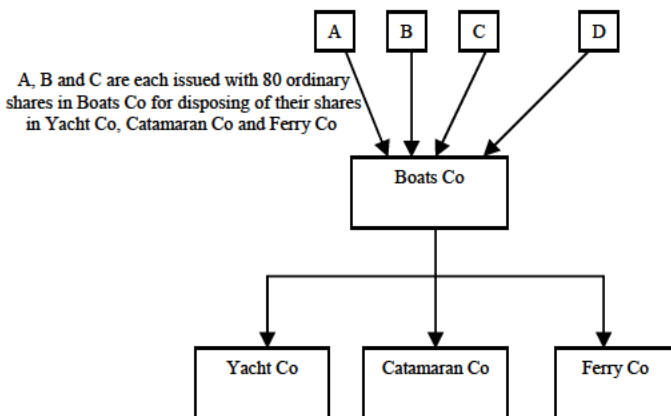 A B C D
A, B and C are each issued with 80 ordinary
shares in Boats Co for disposing of their shares
in Yacht Co, Catamaran Co and Ferry Co
Boats Co
Yacht Co Catamaran Co Ferry Co